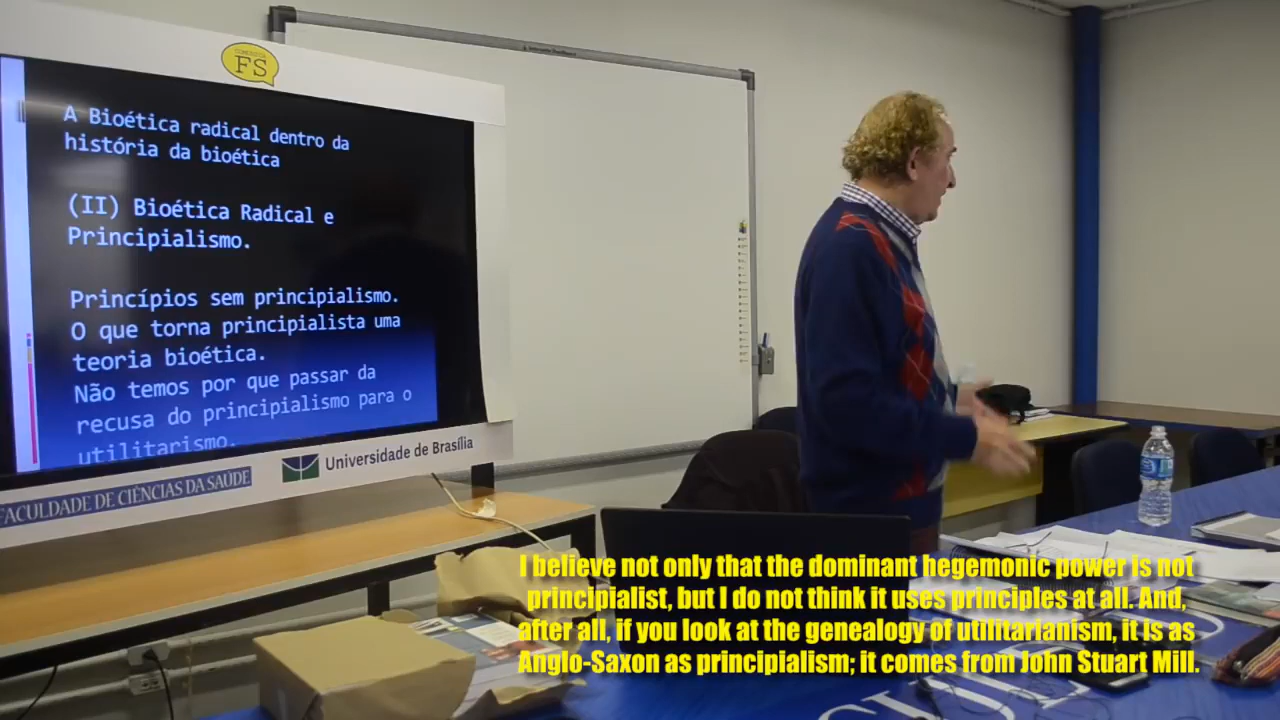 COMUNICA
FS
A Bioética radical dentro da
história da bioética
(II) Bioética Radical e
Principialismo.
Princípios sem principialismo.
O que torna principialista uma
teoria bioética.
Não temos por que passar da
recusa do principialismo para o
utilitarismo.
FACULDADE DE CIÊNCIAS DA SAÚDE
Universidade de Brasília
I believe not only that the dominant hegemonic power is not
principialist, but I do not think it uses principles at all. And,
after all, if you look at the genealogy of utilitarianism, it is as
Anglo-Saxon as principialism; it comes from John Stuart Mill.